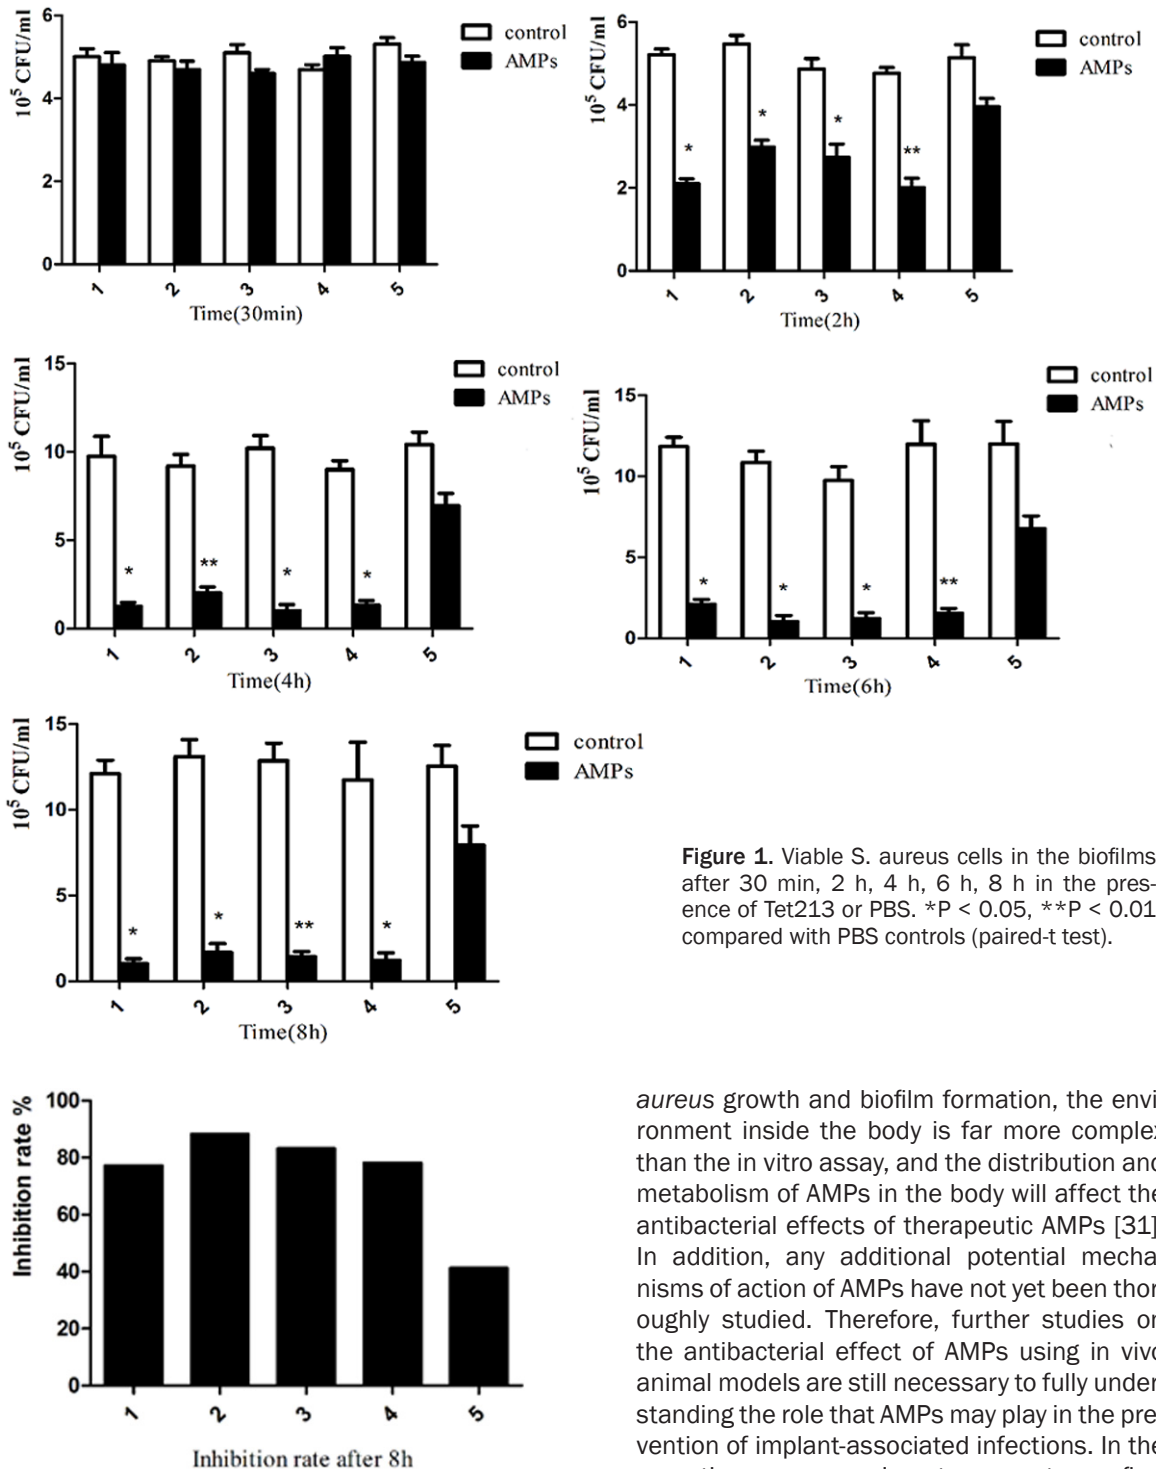 10⁵ CFU/ml
6
4
2
0
control
AMPs
1 2 3 4 5
Time(30min)
10⁵ CFU/ml
6
4
2
0
control
AMPs
* * * **
1 2 3 4 5
Time(2h)
10⁵ CFU/ml
15
10
5
0
control
AMPs
* ** * *
1 2 3 4 5
Time(4h)
10⁵ CFU/ml
15
10
5
0
control
AMPs
* * * **
1 2 3 4 5
Time(6h)
10⁵ CFU/ml
15
10
5
0
control
AMPs
* * ** *
1 2 3 4 5
Time(8h)
Figure 1. Viable S. aureus cells in the biofilms
after 30 min, 2 h, 4 h, 6 h, 8 h in the pres-
ence of Tet213 or PBS. *P < 0.05, **P < 0.01
compared with PBS controls (paired-t test).
Inhibition rate %
100
80
60
40
20
0
1 2 3 4 5
Inhibition rate after 8h
aureus growth and biofilm formation, the envi
ronment inside the body is far more complex
than the in vitro assay, and the distribution and
metabolism of AMPs in the body will affect the
antibacterial effects of therapeutic AMPs [31]
In addition, any additional potential mecha
nisms of action of AMPs have not yet been thor
oughly studied. Therefore, further studies on
the antibacterial effect of AMPs using in vivo
animal models are still necessary to fully under
standing the role that AMPs may play in the pre
vention of implant-associated infections. In the